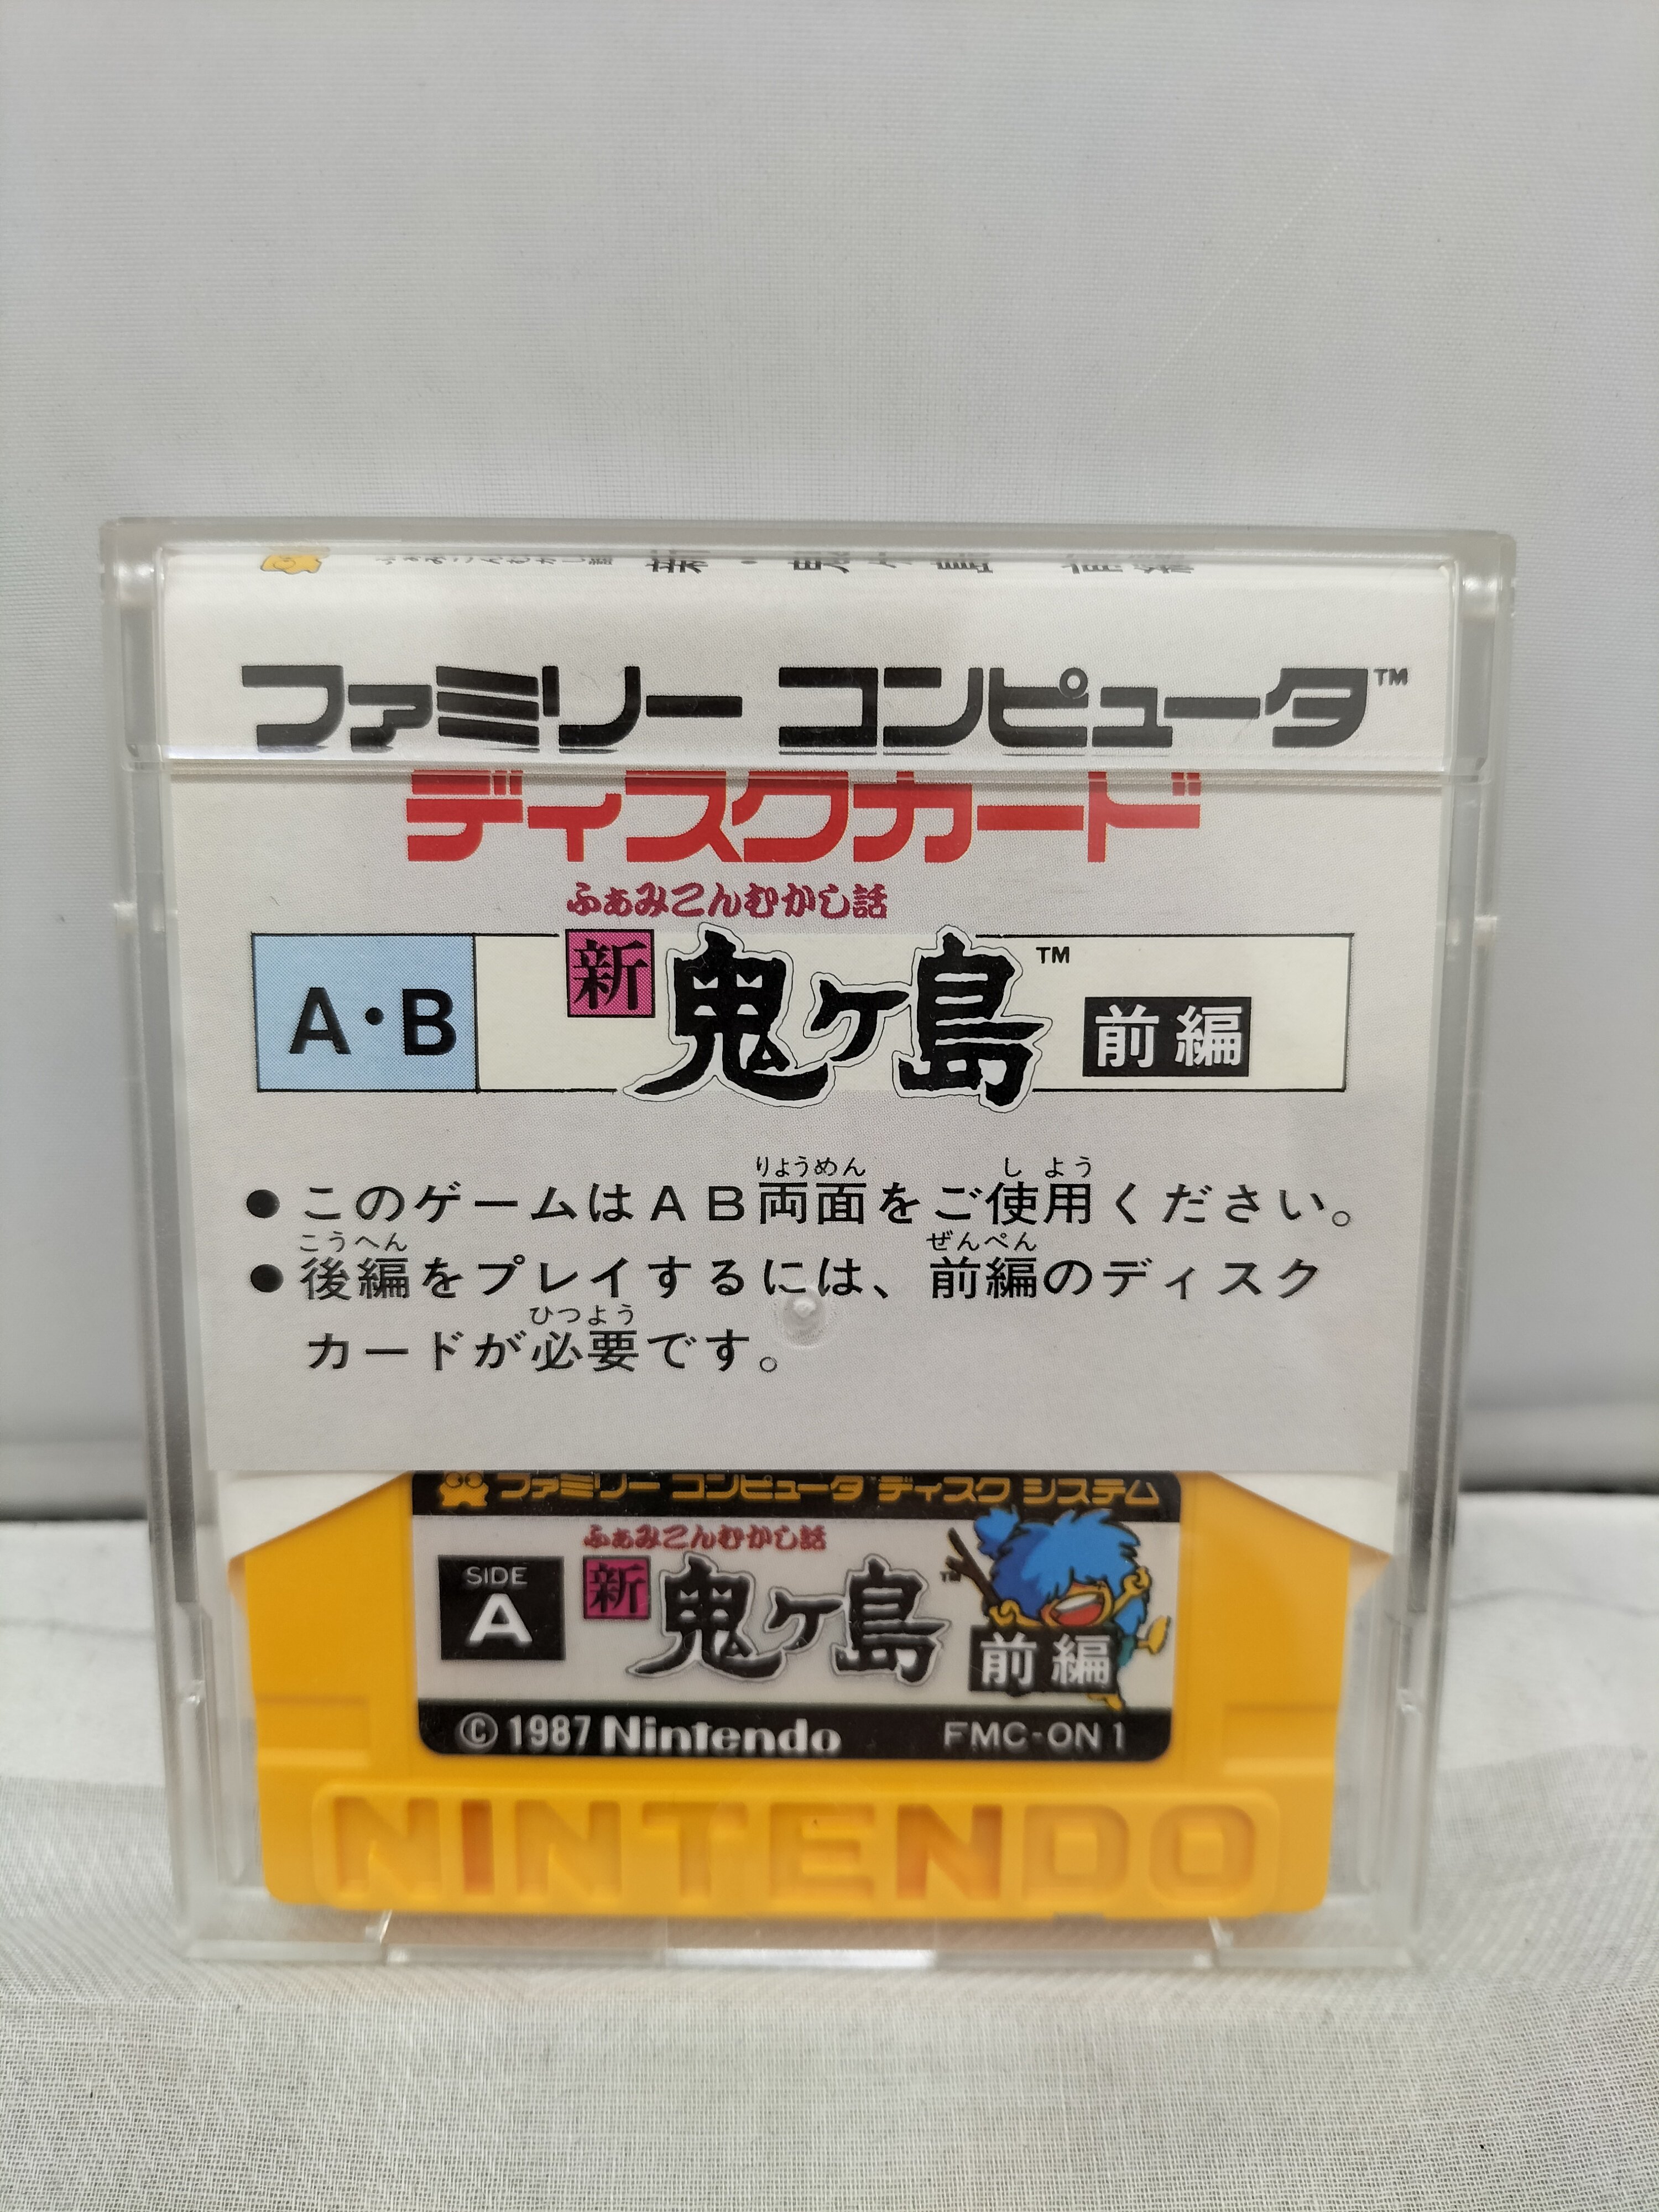 ファミリー コンピュータ™
ディスクカード
ふぁみこんむかし話
A・B 新 鬼ヶ島™ 前編
りょうめん しよう
●このゲームはAB両面をご使用ください。
こうへん ぜんぺん
●後編をプレイするには、前編のディスク
ひつよう
カードが必要です。
ファミリー コンピュータ ディスク システム
ふぁみこんむかし話
SIDE
A 新 鬼ヶ島™ 前編
© 1987 Nintendo FMC-ON1
NINTENDO